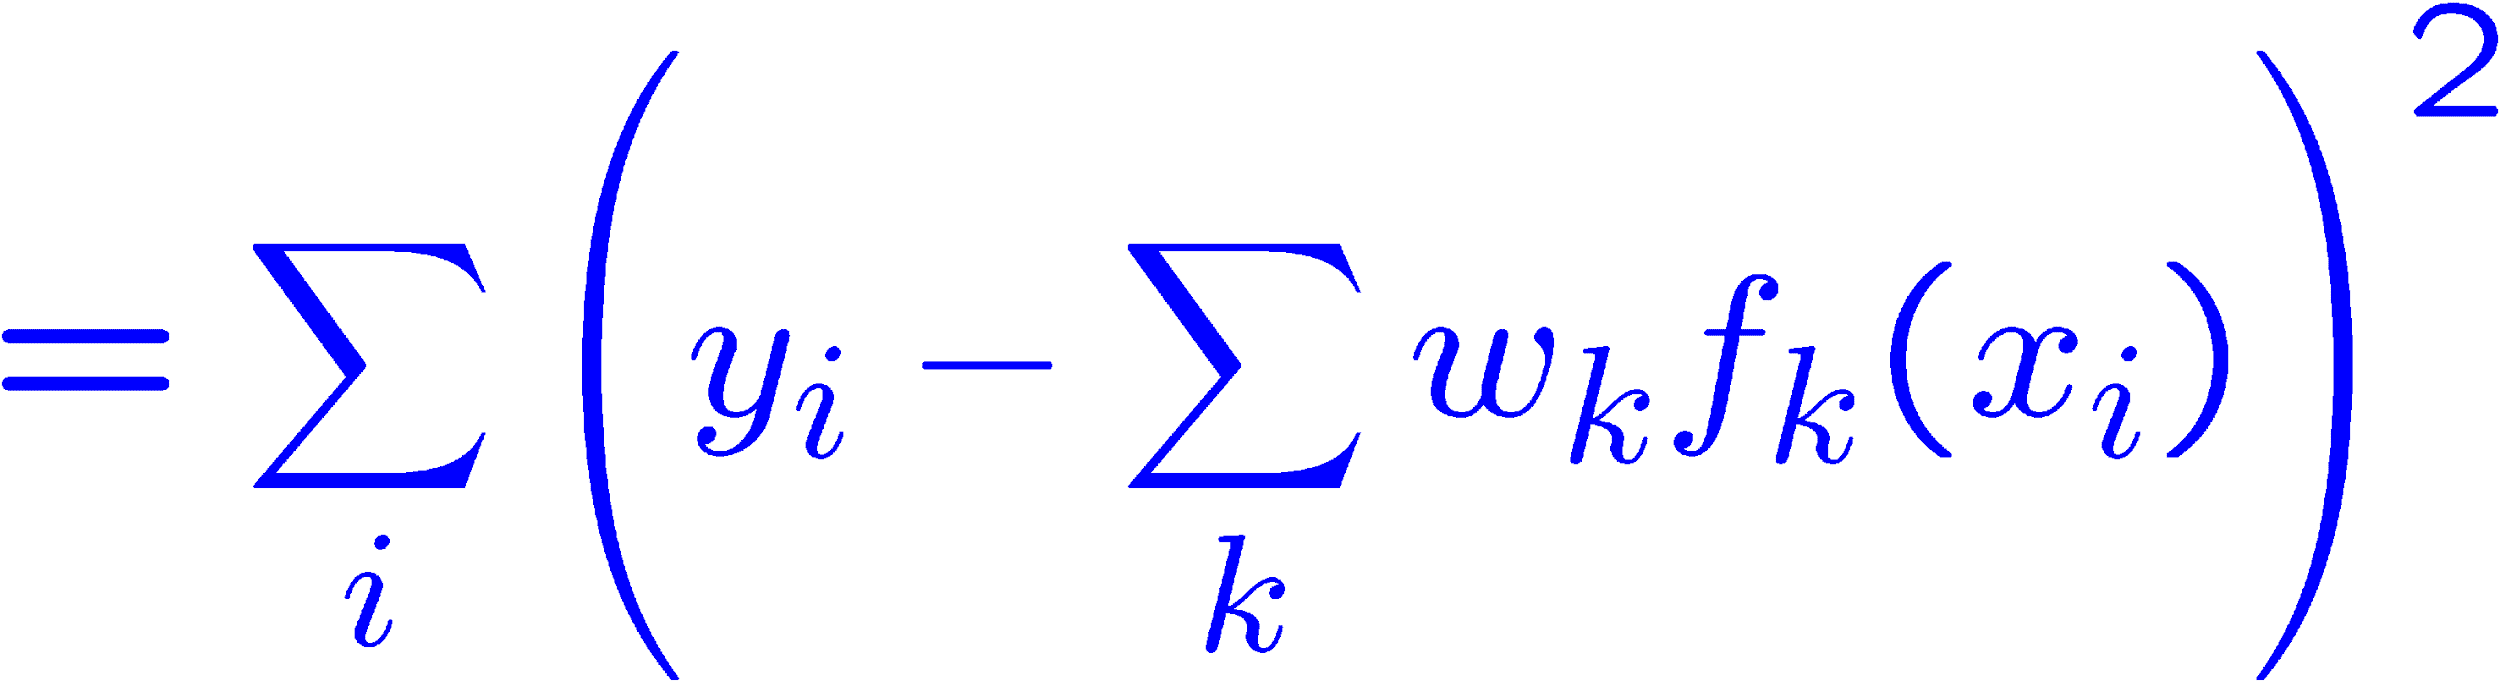 = \sum_i \left( y_i - \sum_k w_k f_k(x_i) \right)^2